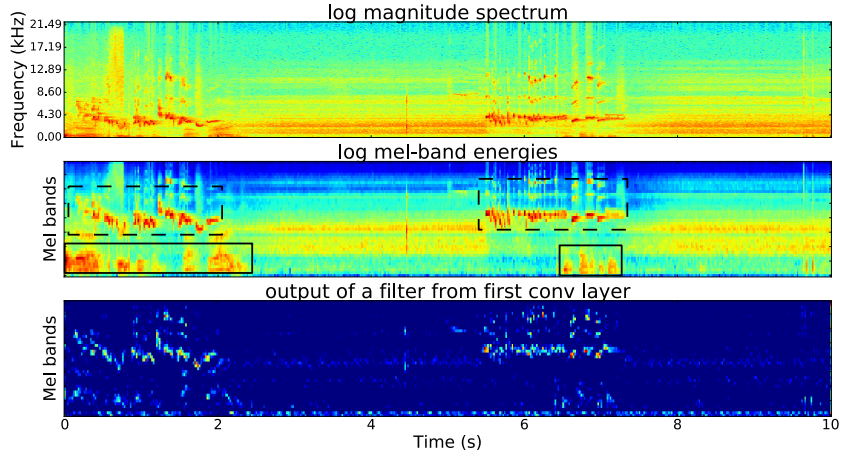 log magnitude spectrum
Frequency (kHz)
21.49
17.19
12.89
8.60
4.30
0.00
log mel-band energies
Mel bands
output of a filter from first conv layer
Mel bands
0 2 4 6 8 10
Time (s)